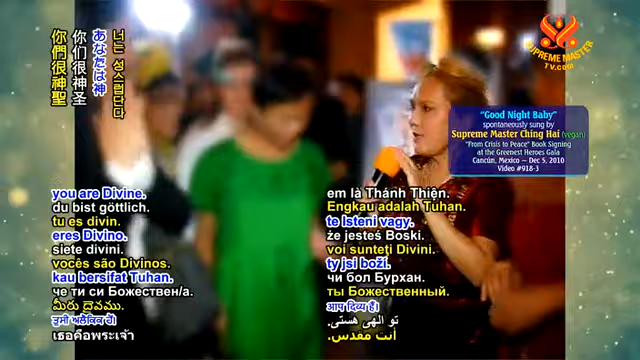 너는 성스럽단다
あなたは神
你们很神圣
你們很神聖
SUPREME MASTER
TV.com
"Good Night Baby"
spontaneously sung by
Supreme Master Ching Hai (vegan)
"From Crisis to Peace" Book Signing
at the Greenest Heroes Gala
Cancún, Mexico ~ Dec 5, 2010
Video #918-3
you are Divine.
du bist göttlich.
tu es divin.
eres Divino.
siete divini.
vocês são Divinos.
kau bersifat Tuhan.
че ти си Божествен/а.
మీరు దైవము.
ਤੁਸੀ ਅਲੌਕਿਕ ਹੋ।
เธอคือพระเจ้า
em là Thánh Thiện.
Engkau adalah Tuhan.
te Isteni vagy.
że jesteś Boski.
voi sunteți Divini.
ty jsi boží.
чи бол Бурхан.
ты Божественный.
आप दिव्य हैं।
تو الهی هستی.
أنت مقدس.